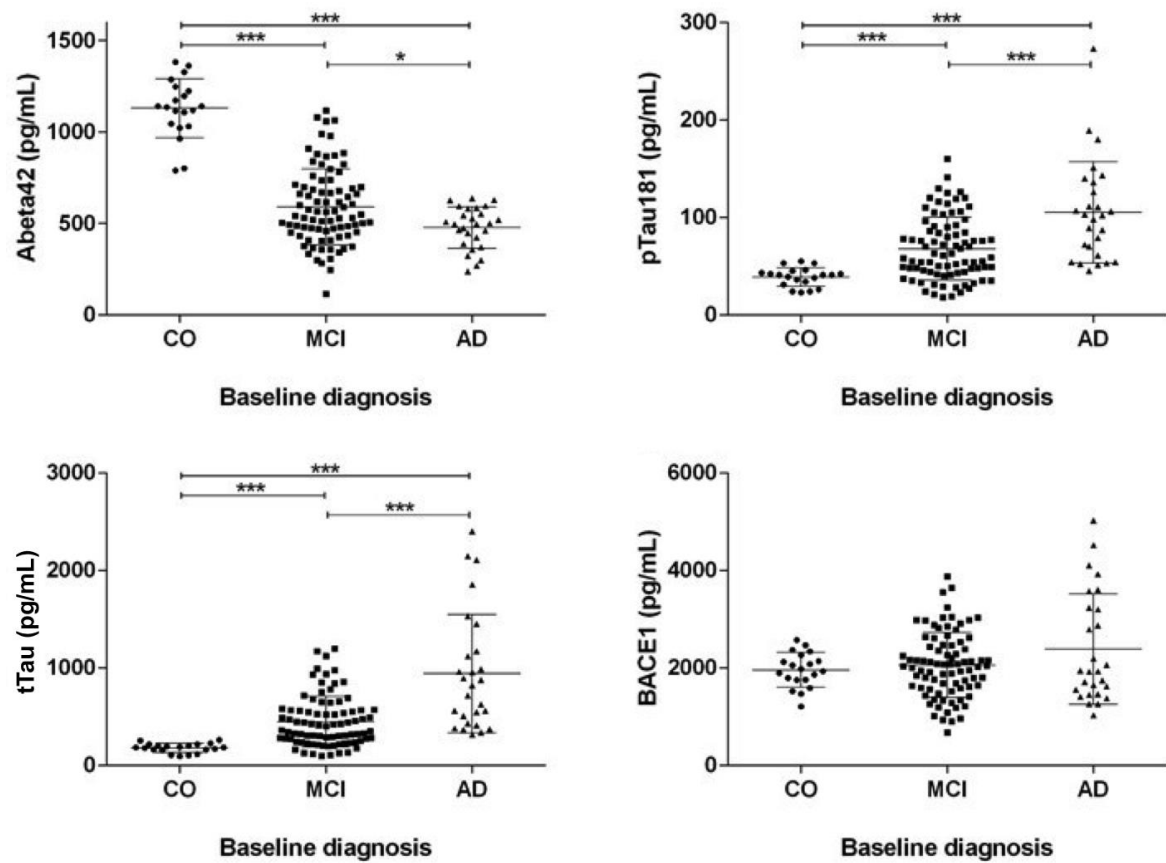 ***
***
*
1500
1000
500
0
Abeta42 (pg/mL)
CO MCI AD
Baseline diagnosis
***
***
***
300
200
100
0
pTau181 (pg/mL)
CO MCI AD
Baseline diagnosis
***
***
***
3000
2000
1000
0
tTau (pg/mL)
CO MCI AD
Baseline diagnosis
6000
4000
2000
0
BACE1 (pg/mL)
CO MCI AD
Baseline diagnosis